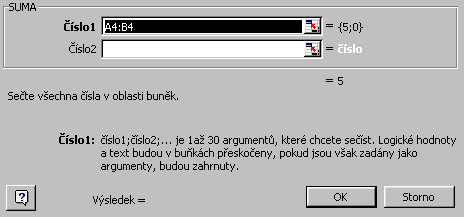 SUMA
Číslo1 A4:B4 = {5;0}
Číslo2 = číslo
= 5
Sečte všechna čísla v oblasti buněk.
Číslo1: číslo1;číslo2;... je 1až 30 argumentů, které chcete sečíst. Logické hodnoty
a text budou v buňkách přeskočeny, pokud jsou však zadány jako
argumenty, budou zahrnuty.
? Výsledek = OK Storno